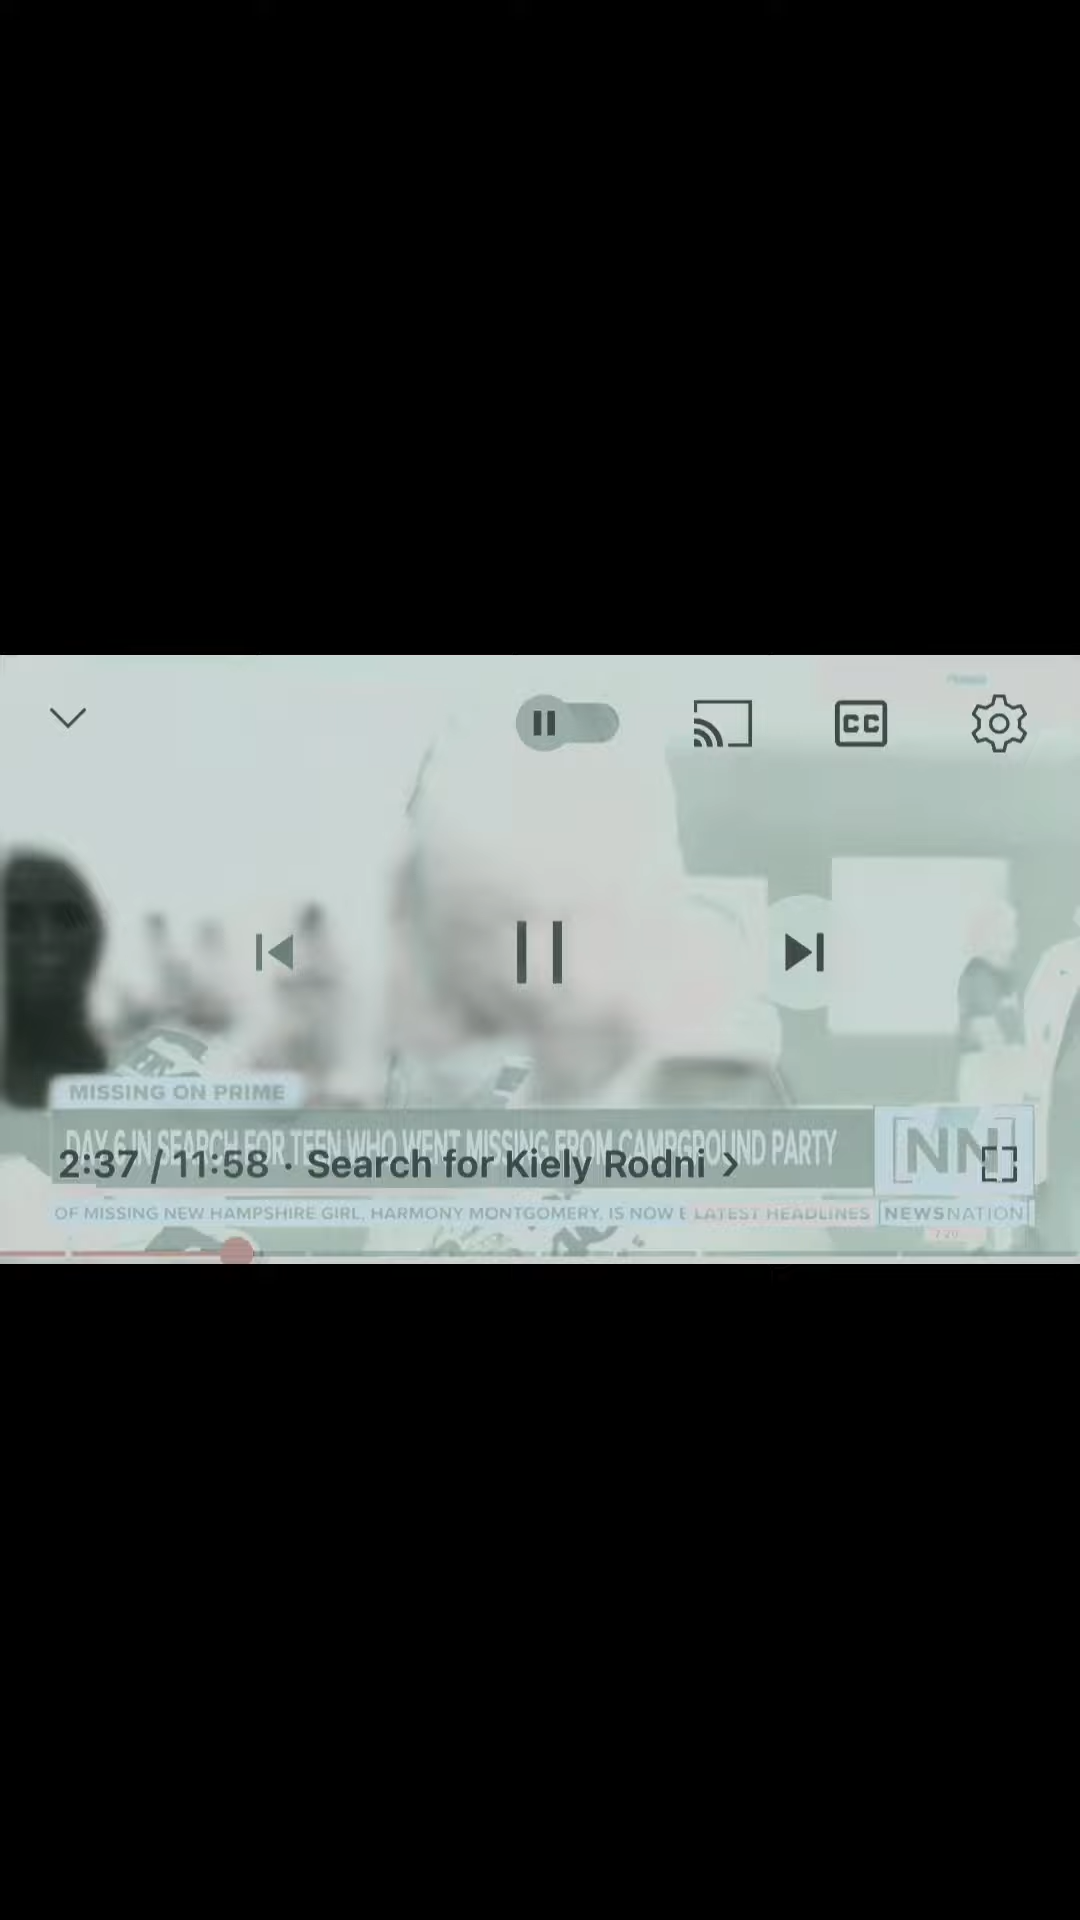 CC
MISSING ON PRIME
DAY 6 IN SEARCH FOR TEEN WHO WENT MISSING FROM CAMPGROUND PARTY
NN
2:37 / 11:58 · Search for Kiely Rodni >
OF MISSING NEW HAMPSHIRE GIRL, HARMONY MONTGOMERY, IS NOW
LATEST HEADLINES
NEWSNATION